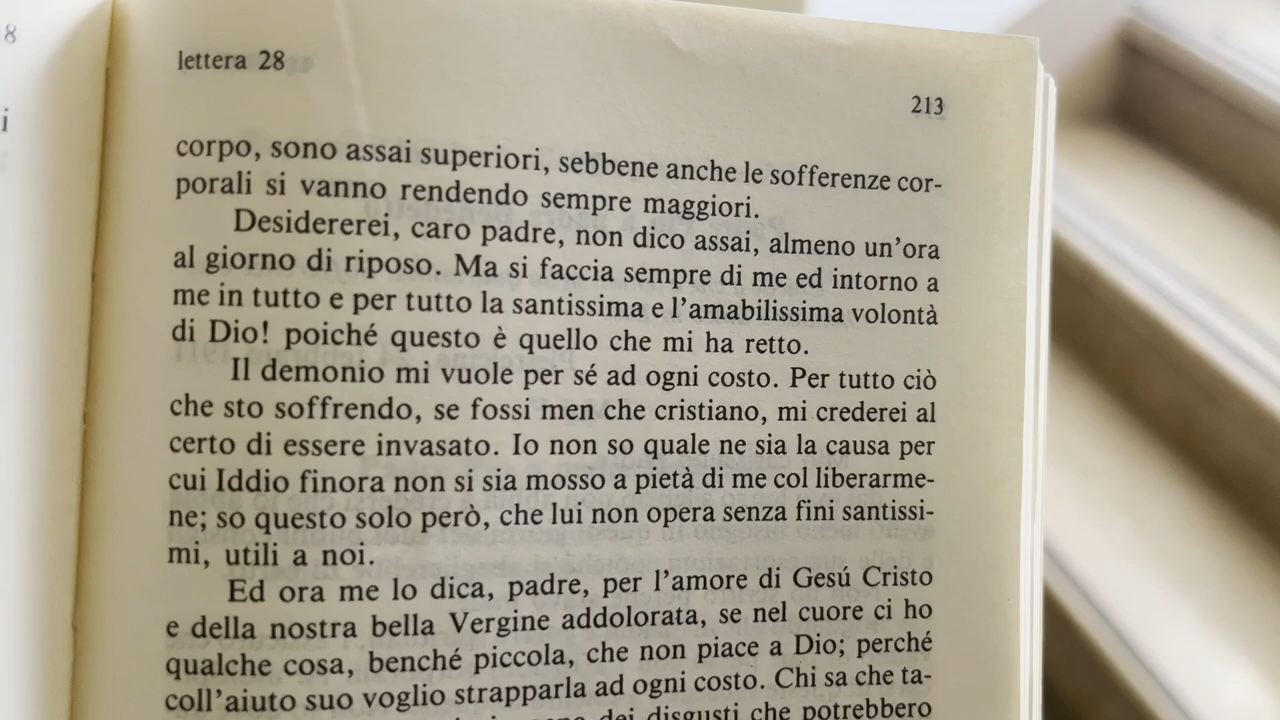 8
i
lettera 28
213
corpo, sono assai superiori, sebbene anche le sofferenze cor-
porali si vanno rendendo sempre maggiori.
Desidererei, caro padre, non dico assai, almeno un'ora
al giorno di riposo. Ma si faccia sempre di me ed intorno a
me in tutto e per tutto la santissima e l'amabilissima volontà
di Dio! poiché questo è quello che mi ha retto.
Il demonio mi vuole per sé ad ogni costo. Per tutto ciò
che sto soffrendo, se fossi men che cristiano, mi crederei al
certo di essere invasato. Io non so quale ne sia la causa per
cui Iddio finora non si sia mosso a pietà di me col liberarme-
ne; so questo solo però, che lui non opera senza fini santissi-
mi, utili a noi.
Ed ora me lo dica, padre, per l'amore di Gesú Cristo
e della nostra bella Vergine addolorata, se nel cuore ci ho
qualche cosa, benché piccola, che non piace a Dio; perché
coll'aiuto suo voglio strapparla ad ogni costo. Chi sa che ta-
dei disgusti che potrebbero